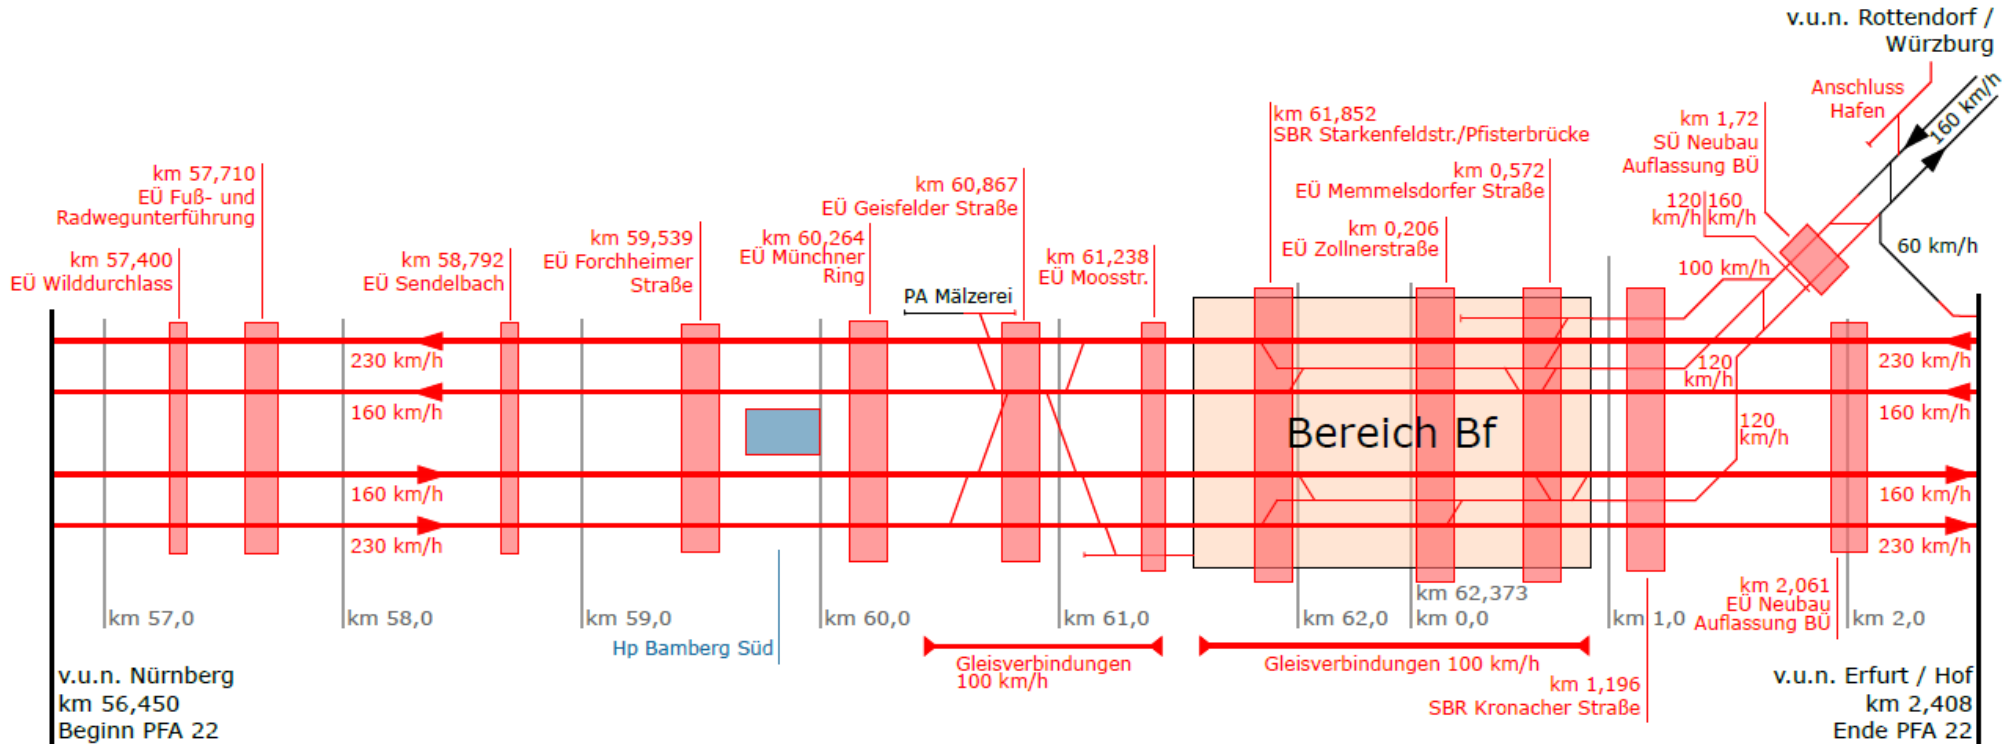 v.u.n. Rottendorf /
Würzburg
Anschluss
Hafen
160 km/h
km 61,852
SBR Starkenfeldstr./Pfisterbrücke
km 1,72
SÜ Neubau
Auflassung BÜ
km 57,710
EÜ Fuß- und
Radwegunterführung
km 60,867
EÜ Geisfelder Straße
km 0,572
EÜ Memmelsdorfer Straße
120 160
km/h km/h
km 57,400
EÜ Wilddurchlass
km 58,792
EÜ Sendelbach
km 59,539
EÜ Forchheimer
Straße
km 60,264
EÜ Münchner
Ring
km 61,238
EÜ Moosstr.
km 0,206
EÜ Zollnerstraße
100 km/h
60 km/h
PA Mälzerei
230 km/h
120
km/h
230 km/h
160 km/h
160 km/h
Bereich Bf
120
km/h
160 km/h
160 km/h
230 km/h
230 km/h
km 57,0
km 58,0
km 59,0
km 60,0
km 61,0
km 62,0
km 62,373
km 0,0
km 1,0
km 2,061
EÜ Neubau
Auflassung BÜ
km 2,0
Hp Bamberg Süd
Gleisverbindungen
100 km/h
Gleisverbindungen 100 km/h
km 1,196
SBR Kronacher Straße
v.u.n. Nürnberg
km 56,450
Beginn PFA 22
v.u.n. Erfurt / Hof
km 2,408
Ende PFA 22